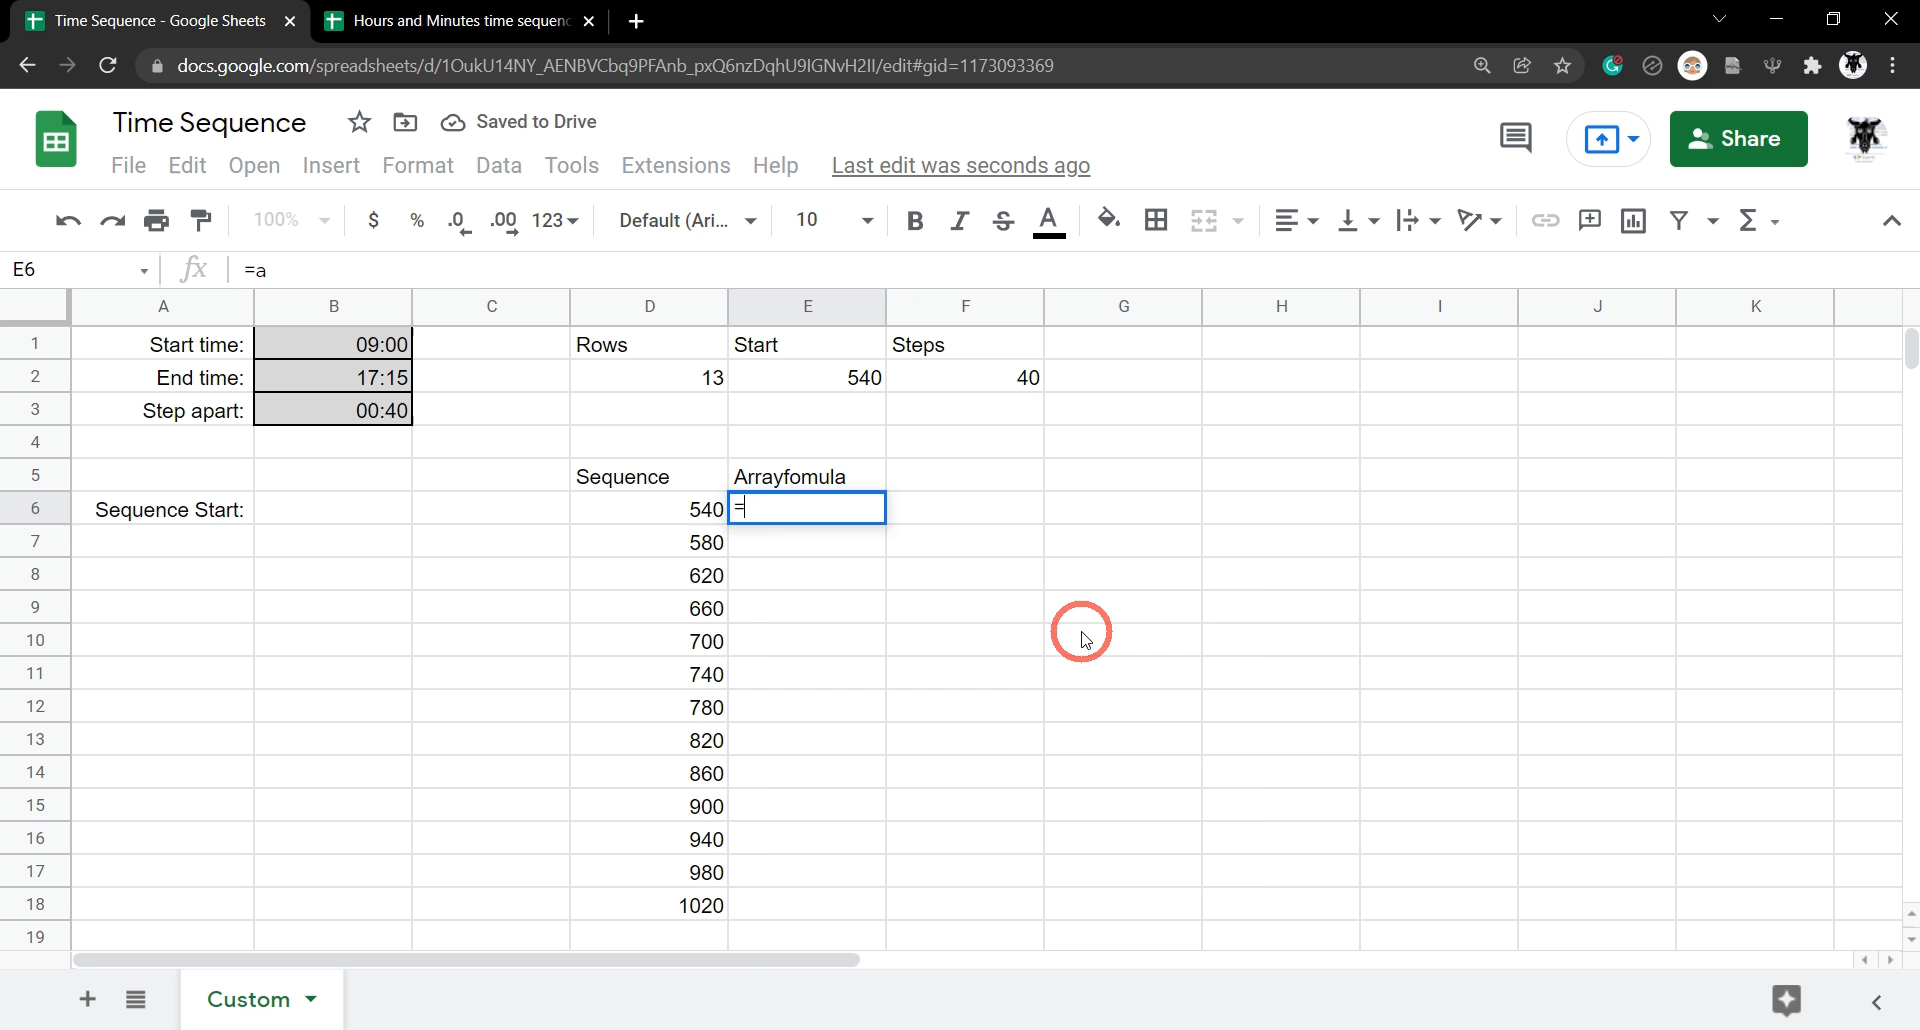 Time Sequence - Google Sheets
Hours and Minutes time sequenc
docs.google.com/spreadsheets/d/1OukU14NY_AENBVCbq9PFAnb_pxQ6nzDqhU9IGNvH2II/edit#gid=1173093369
Time Sequence
Saved to Drive
Share
File Edit Open Insert Format Data Tools Extensions Help Last edit was seconds ago
100% $ % .0 .00 123 Default (Ari... 10 B I S A Σ
E6 fx =a
A B C D E F G H I J K
1 Start time: 09:00 Rows Start Steps
2 End time: 17:15 13 540 40
3 Step apart: 00:40
4
5 Sequence Arrayfomula
6 Sequence Start: 540 =
7 580
8 620
9 660
10 700
11 740
12 780
13 820
14 860
15 900
16 940
17 980
18 1020
19
Custom